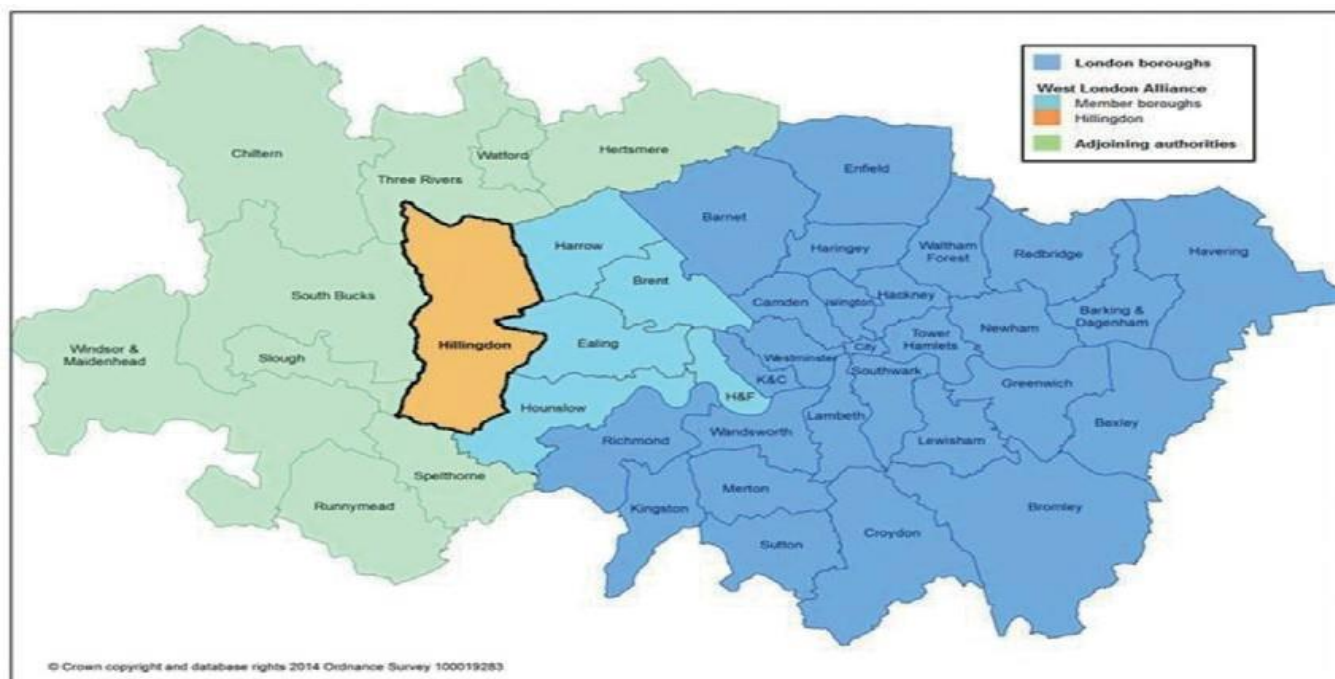 London boroughs
West London Alliance
Member boroughs
Hillingdon
Adjoining authorities
Chiltern
Three Rivers
Watford
Hertsmere
Enfield
Barnet
Harrow
Haringey
Waltham
Forest
Redbridge
Havering
Brent
South Bucks
Camden
Islington
Hackney
Barking &
Dagenham
Windsor &
Maidenhead
Slough
Hillingdon
Ealing
Westminster
City
Tower
Hamlets
Newham
K&C
Southwark
Greenwich
H&F
Hounslow
Lambeth
Bexley
Richmond
Wandsworth
Lewisham
Spelthorne
Runnymead
Kingston
Merton
Bromley
Sutton
Croydon
© Crown copyright and database rights 2014 Ordnance Survey 100019283